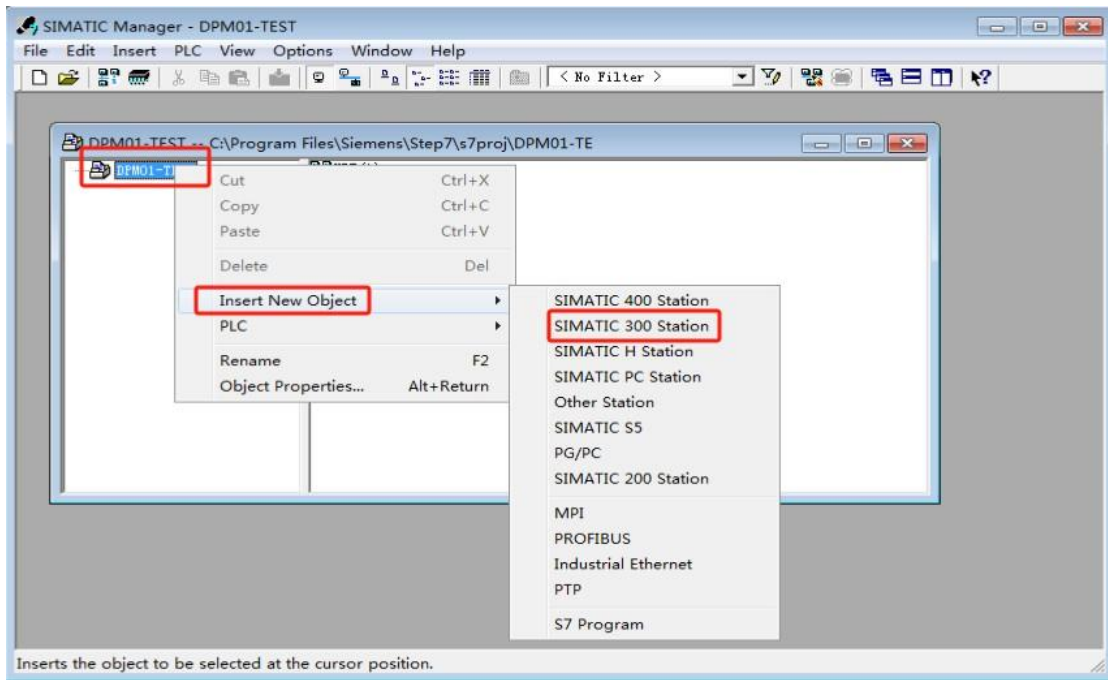 SIMATIC Manager - DPM01-TEST
File Edit Insert PLC View Options Window Help
< No Filter >
DPM01-TEST -- C:\Program Files\Siemens\Step7\s7proj\DPM01-TE
Cut Ctrl+X
Copy Ctrl+C
Paste Ctrl+V
Delete Del
Insert New Object
PLC
Rename F2
Object Properties... Alt+Return
SIMATIC 400 Station
SIMATIC 300 Station
SIMATIC H Station
SIMATIC PC Station
Other Station
SIMATIC S5
PG/PC
SIMATIC 200 Station
MPI
PROFIBUS
Industrial Ethernet
PTP
S7 Program
Inserts the object to be selected at the cursor position.